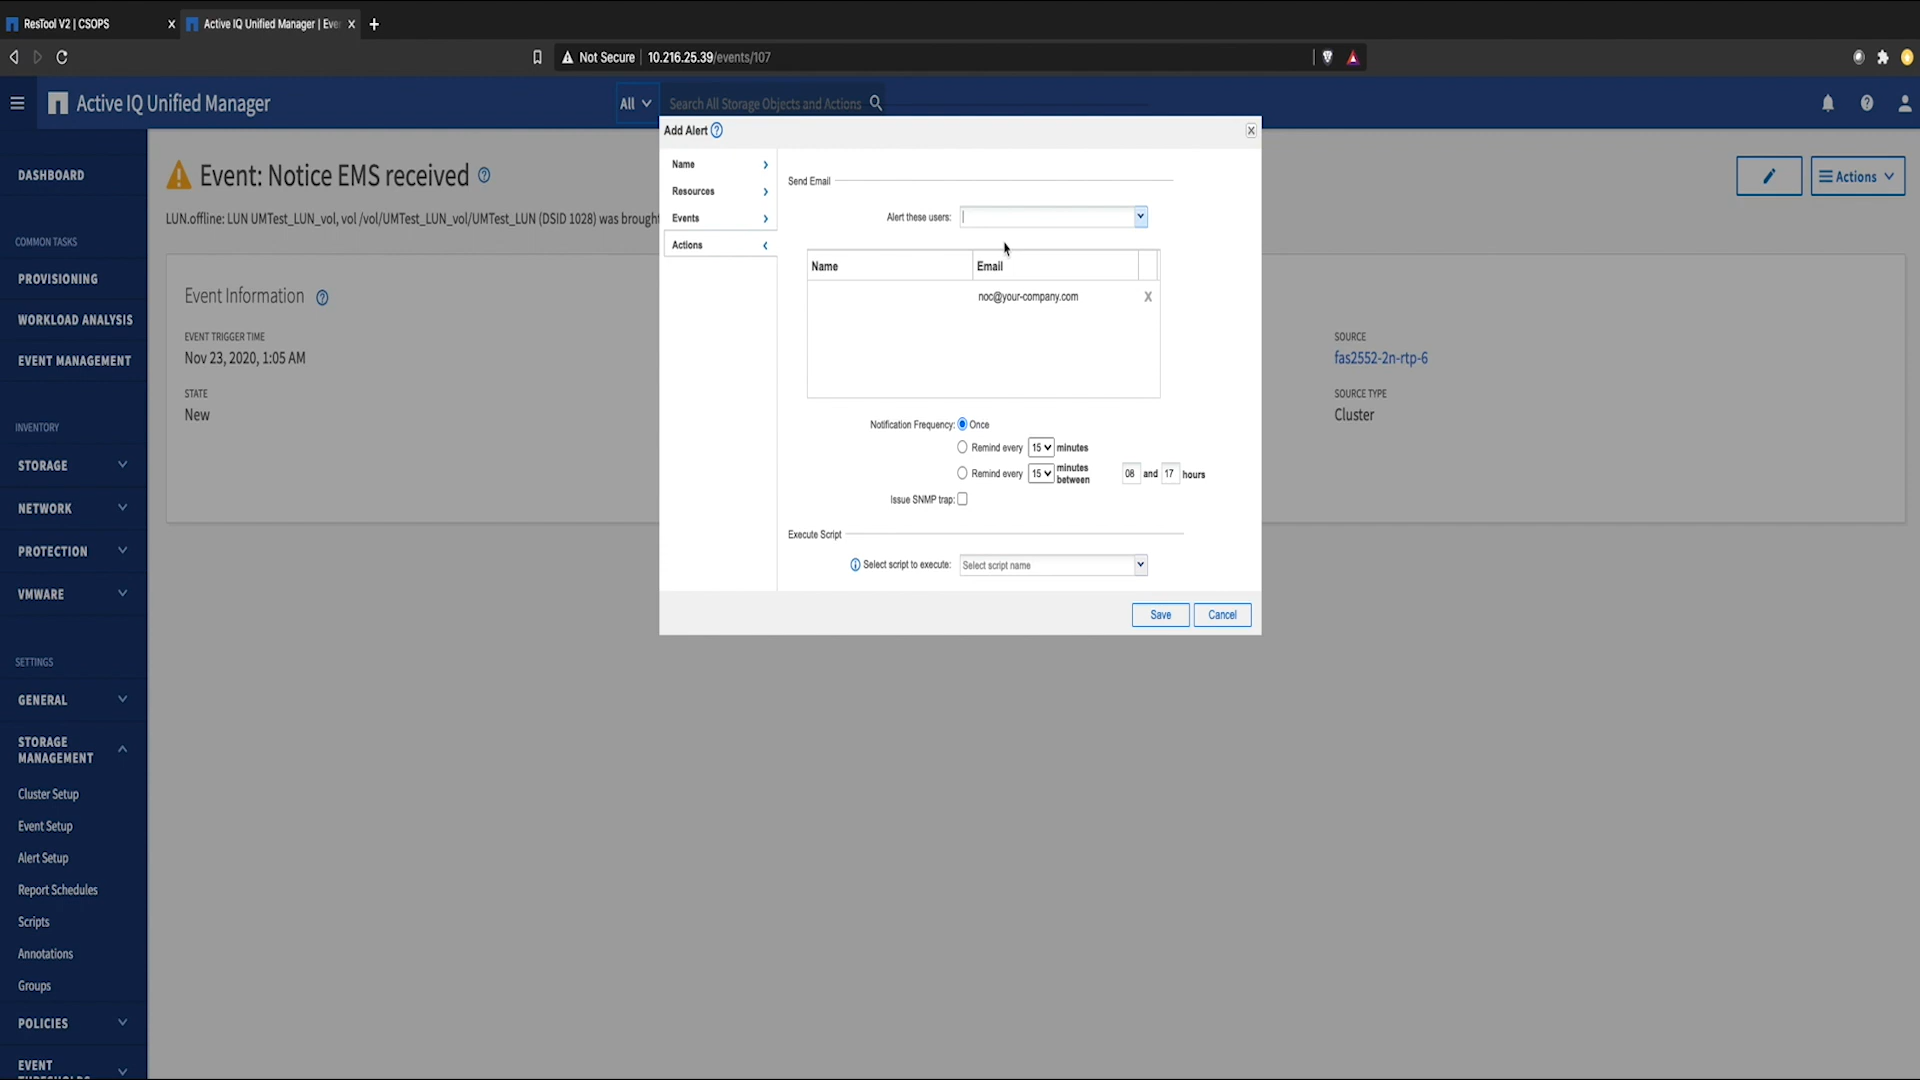 ResTool V2 | CSOPS
Active IQ Unified Manager | Eve
Not Secure 10.216.25.39/events/107
Active IQ Unified Manager
All
Search All Storage Objects and Actions
DASHBOARD
COMMON TASKS
PROVISIONING
WORKLOAD ANALYSIS
EVENT MANAGEMENT
INVENTORY
STORAGE
NETWORK
PROTECTION
VMWARE
SETTINGS
GENERAL
STORAGE
MANAGEMENT
Cluster Setup
Event Setup
Alert Setup
Report Schedules
Scripts
Annotations
Groups
POLICIES
EVENT
Event: Notice EMS received
LUN.offline: LUN UMTest_LUN_vol, vol /vol/UMTest_LUN_vol/UMTest_LUN (DSID 1028) was brough
Actions
Event Information
EVENT TRIGGER TIME
Nov 23, 2020, 1:05 AM
STATE
New
SOURCE
fas2552-2n-rtp-6
SOURCE TYPE
Cluster
Add Alert
Name
Resources
Events
Actions
Send Email
Alert these users:
Name Email
noc@your-company.com X
Notification Frequency: Once
Remind every 15 minutes
Remind every 15 minutes between 08 and 17 hours
Issue SNMP trap:
Execute Script
Select script to execute: Select script name
Save Cancel